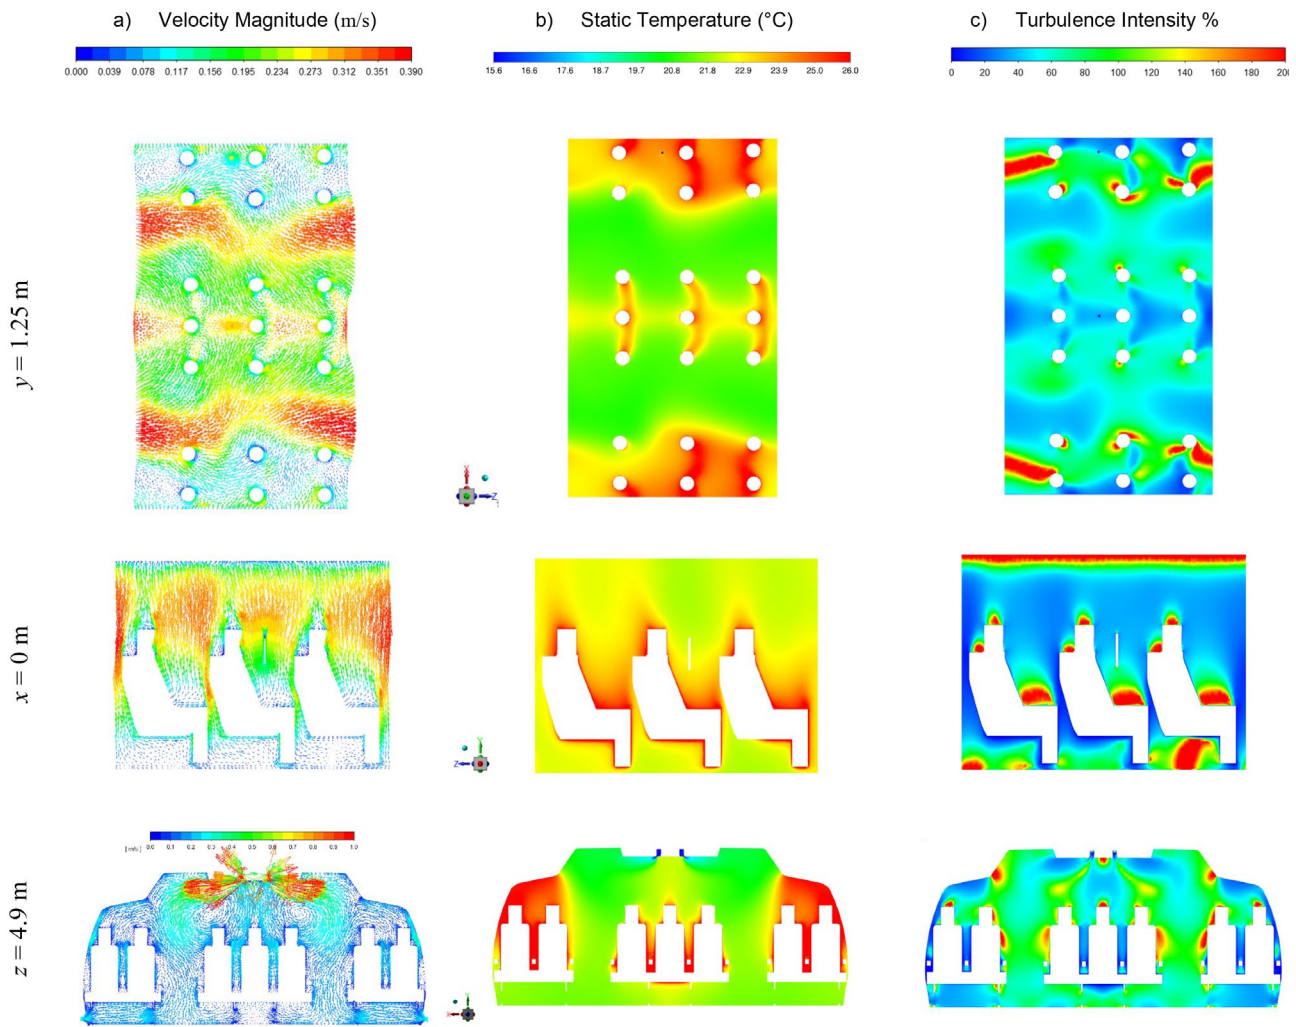 a) Velocity Magnitude (m/s)
b) Static Temperature (°C)
c) Turbulence Intensity %
0.000 0.039 0.078 0.117 0.156 0.195 0.234 0.273 0.312 0.351 0.390
15.6 16.6 17.6 18.7 19.7 20.8 21.8 22.9 23.9 25.0 26.0
0 20 40 60 80 100 120 140 160 180 200
y = 1.25 m
Z
x = 0 m
Y
Z
z = 4.9 m
[m/s]
0.0 0.1 0.2 0.3 0.4 0.5 0.6 0.7 0.8 0.9 1.0